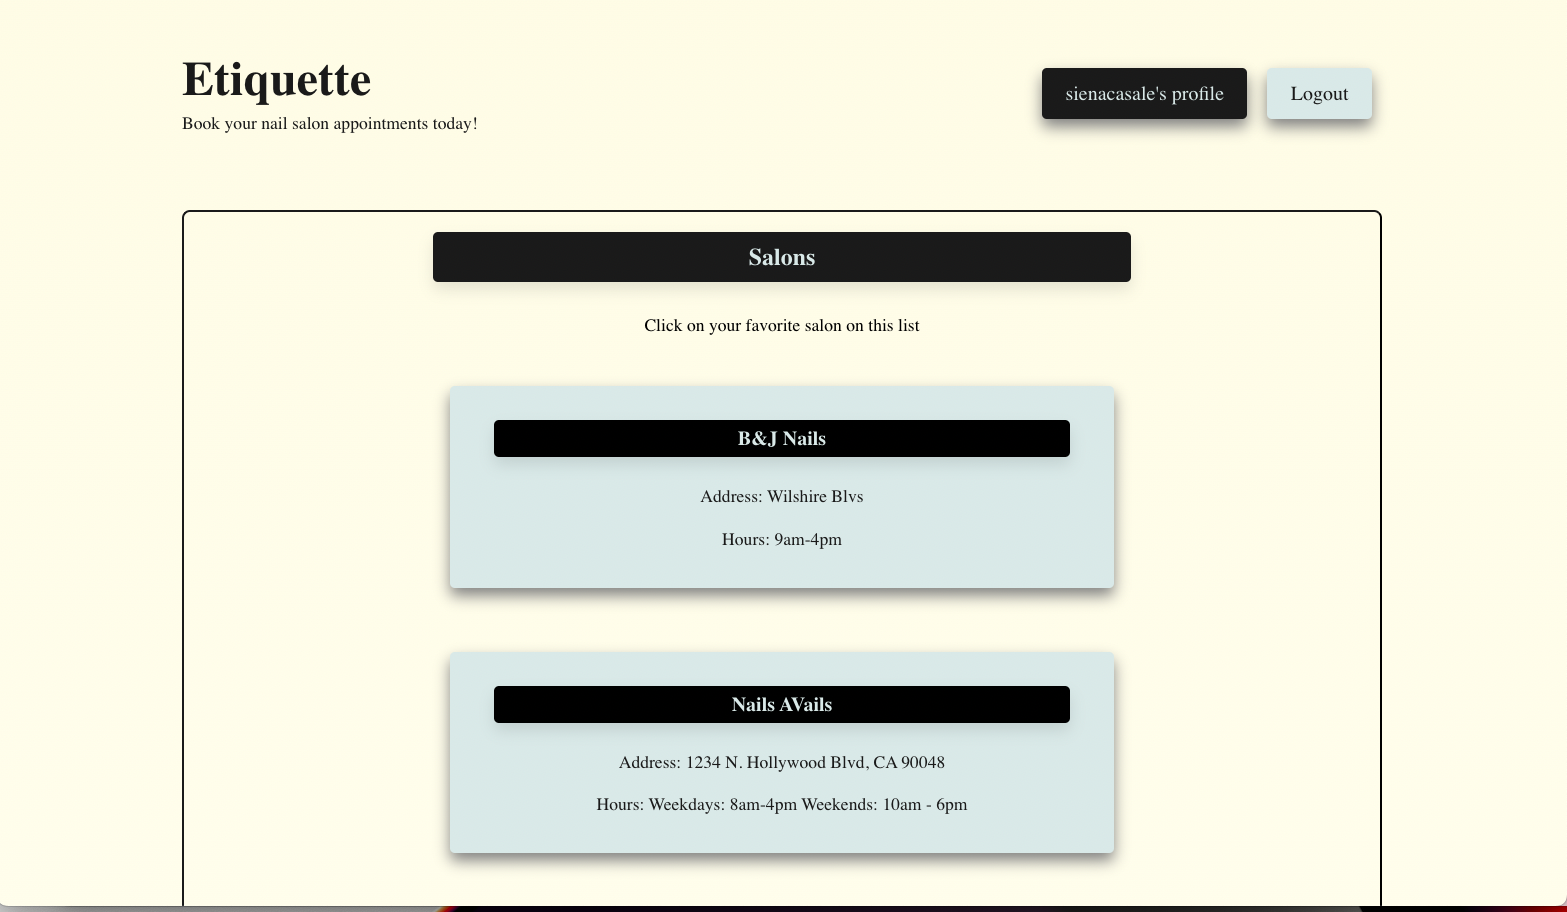 Etiquette
Book your nail salon appointments today!
sienacasale's profile
Logout
Salons
Click on your favorite salon on this list
B&J Nails
Address: Wilshire Blvs
Hours: 9am-4pm
Nails AVails
Address: 1234 N. Hollywood Blvd, CA 90048
Hours: Weekdays: 8am-4pm Weekends: 10am - 6pm